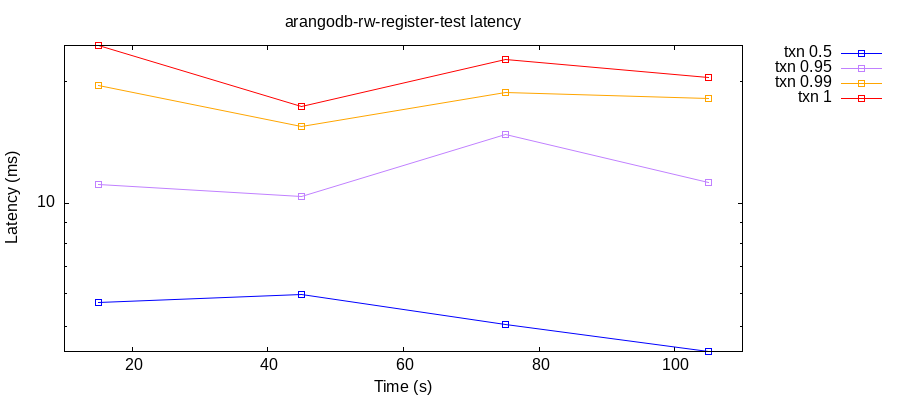 arangodb-rw-register-test latency
txn 0.5
txn 0.95
txn 0.99
txn 1
Latency (ms)
10
20 40 60 80 100
Time (s)